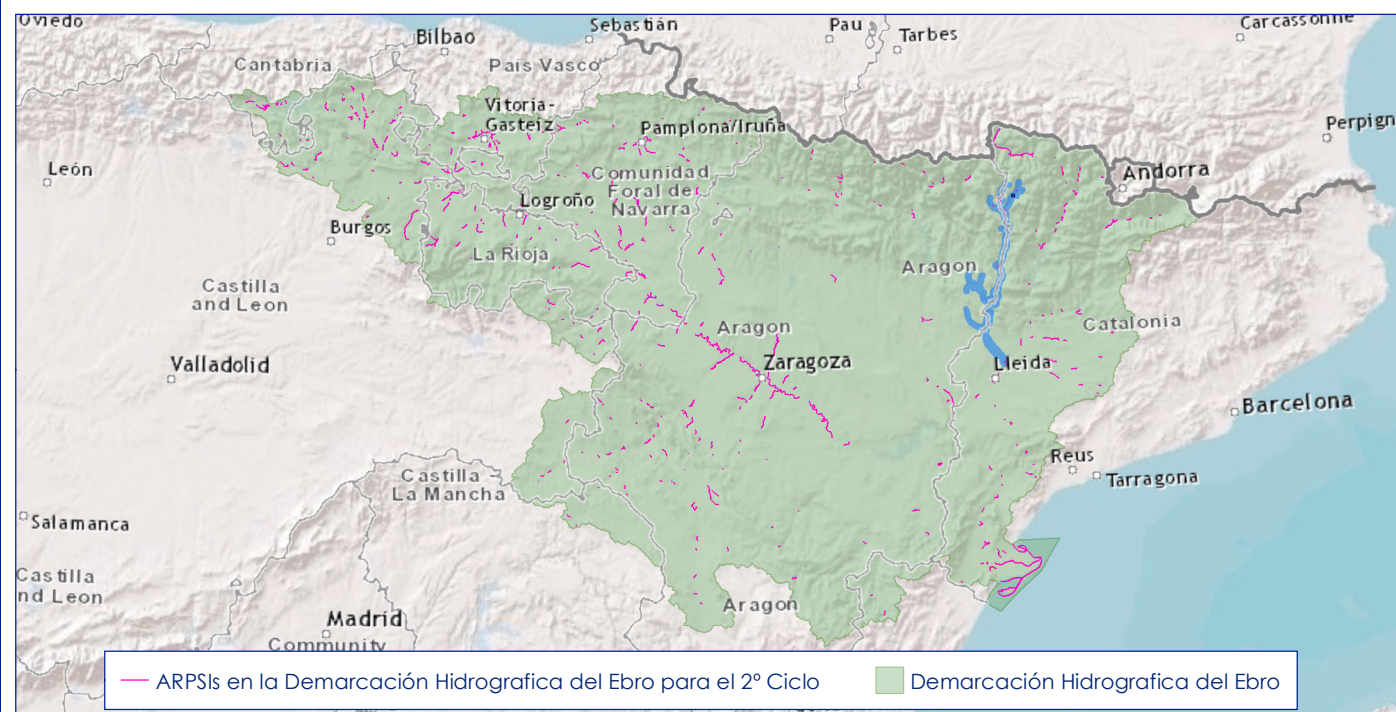 Oviedo
Sebastián
Pau
Carcassonne
Bilbao
Tarbes
Cantabria
País Vasco
Vitoria-
Gasteiz
Pamplona/Iruña
Perpign
León
Comunidad
Foral de
Navarra
Andorra
Logroño
Burgos
La Rioja
Aragon
Castilla
and Leon
Aragon
Catalonia
Valladolid
Zaragoza
Lleida
Barcelona
Reus
Castilla
La Mancha
Tarragona
Salamanca
Castilla
nd Leon
Aragon
Madrid
Community
ARPSIs en la Demarcación Hidrografica del Ebro para el 2º Ciclo
Demarcación Hidrografica del Ebro